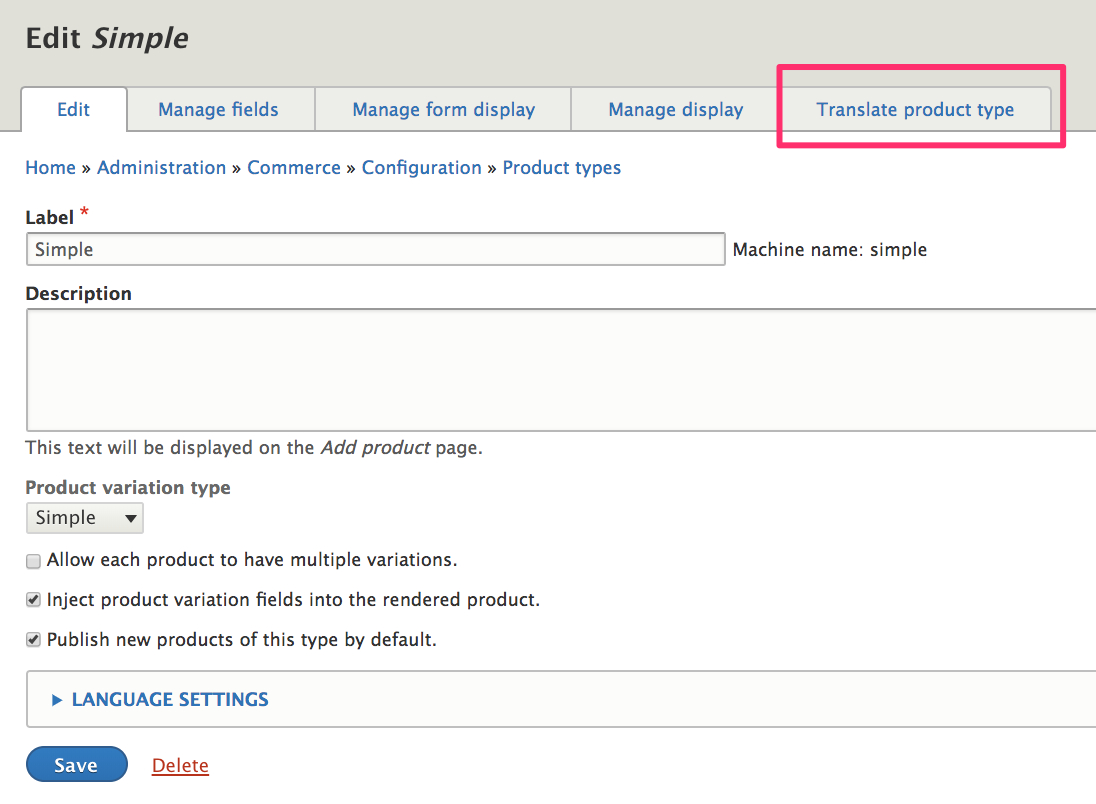 Edit Simple
Edit Manage fields Manage form display Manage display Translate product type
Home » Administration » Commerce » Configuration » Product types
Label *
Simple Machine name: simple
Description
This text will be displayed on the Add product page.
Product variation type
Simple
Allow each product to have multiple variations.
Inject product variation fields into the rendered product.
Publish new products of this type by default.
LANGUAGE SETTINGS
Save Delete